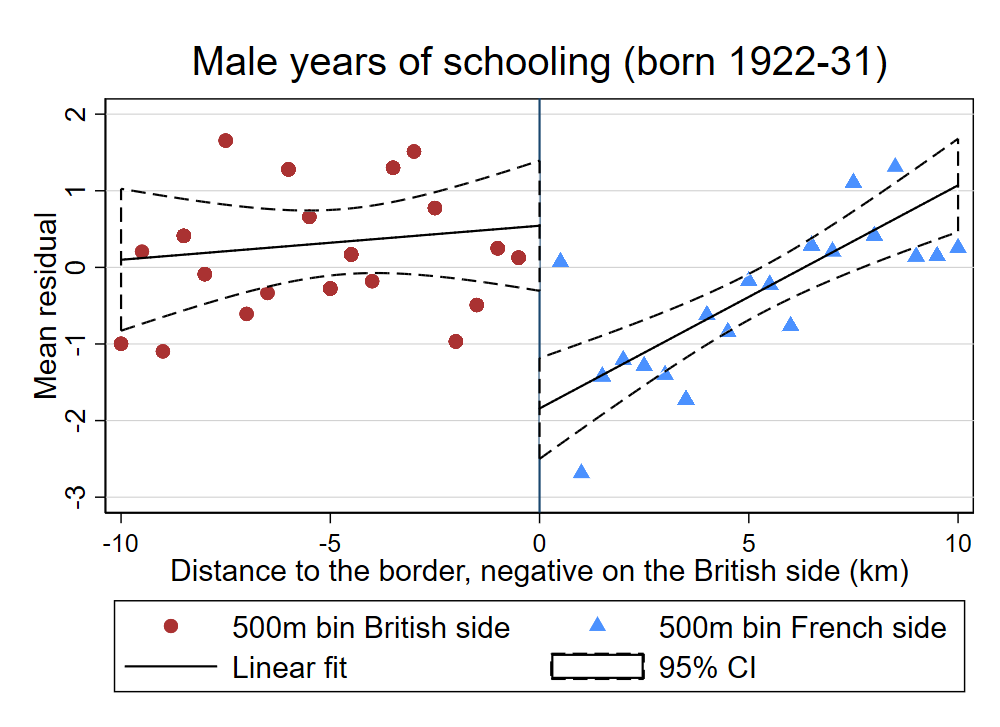 Male years of schooling (born 1922-31)
Mean residual
2
1
0
-1
-2
-3
-10 -5 0 5 10
Distance to the border, negative on the British side (km)
500m bin British side 500m bin French side
Linear fit 95% CI